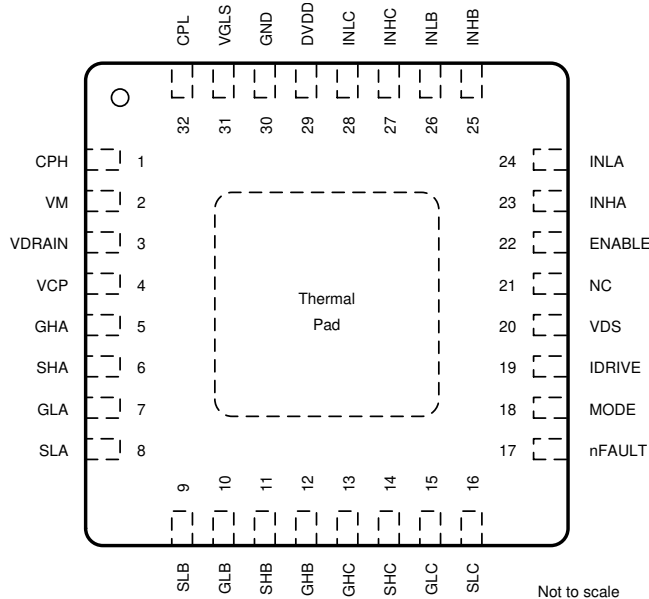 CPL VGLS GND DVDD INLC INHC INLB INHB
32 31 30 29 28 27 26 25
CPH 1 24 INLA
VM 2 23 INHA
VDRAIN 3 22 ENABLE
VCP 4 21 NC
Thermal
Pad
GHA 5 20 VDS
SHA 6 19 IDRIVE
GLA 7 18 MODE
SLA 8 17 nFAULT
9 10 11 12 13 14 15 16
SLB GLB SHB GHB GHC SHC GLC SLC
Not to scale